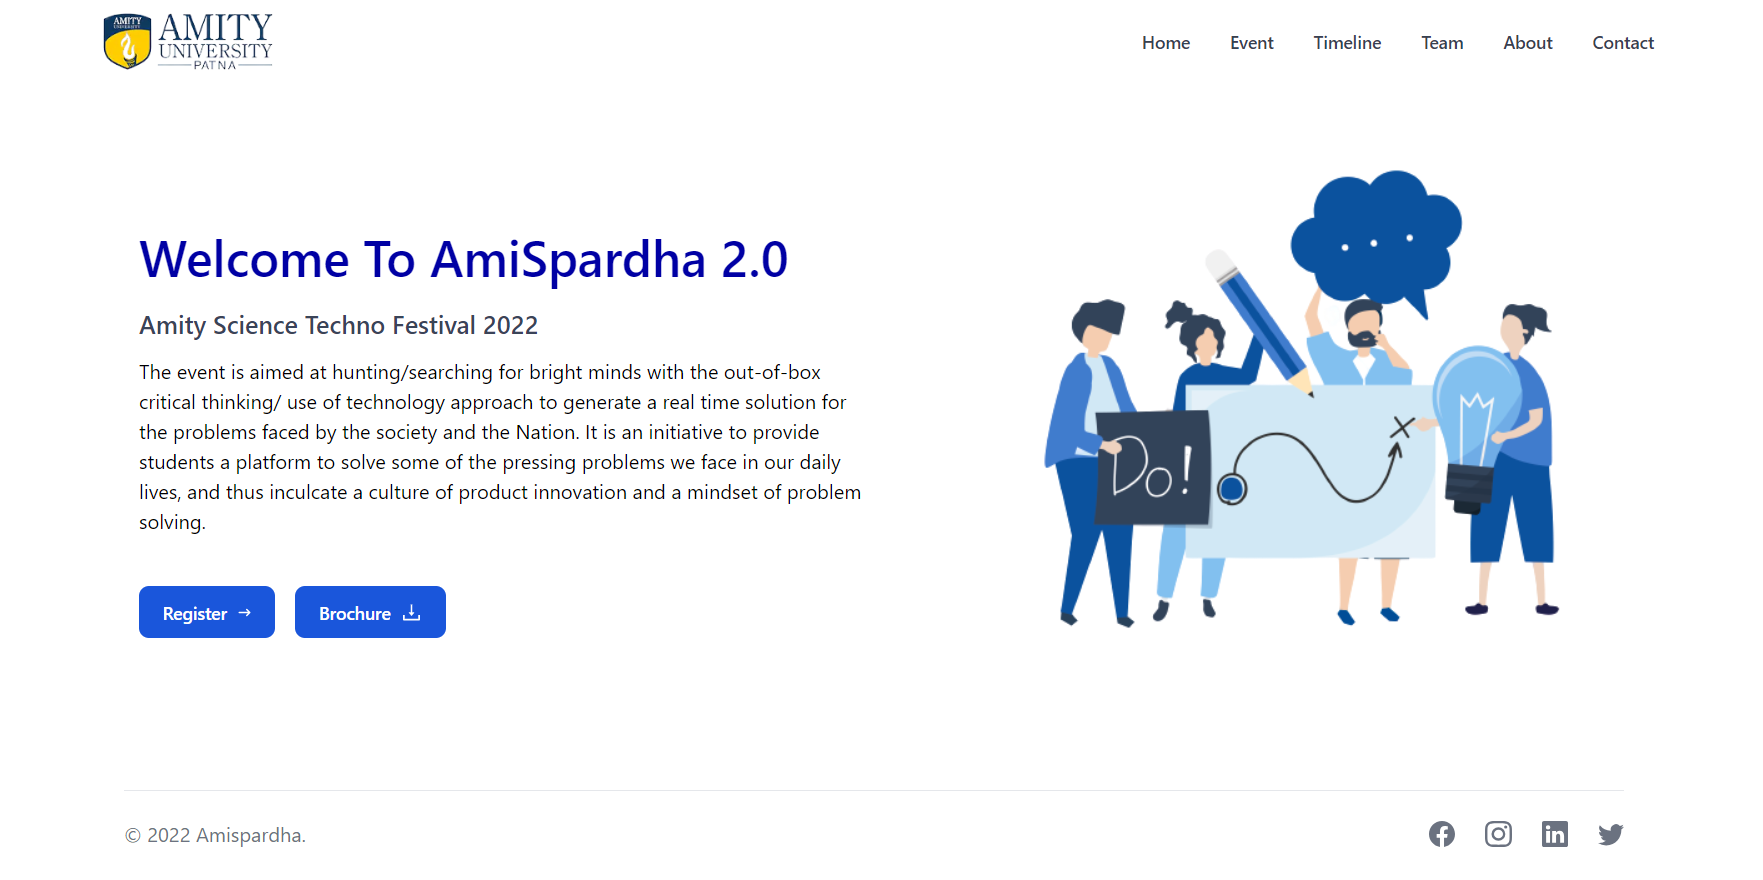 AMITY
UNIVERSITY
AMITY
UNIVERSITY
PATNA
Home
Event
Timeline
Team
About
Contact
Welcome To AmiSpardha 2.0
Amity Science Techno Festival 2022
The event is aimed at hunting/searching for bright minds with the out-of-box
critical thinking/ use of technology approach to generate a real time solution for
the problems faced by the society and the Nation. It is an initiative to provide
students a platform to solve some of the pressing problems we face in our daily
lives, and thus inculcate a culture of product innovation and a mindset of problem
solving.
Register →
Brochure
Do!
© 2022 Amispardha.